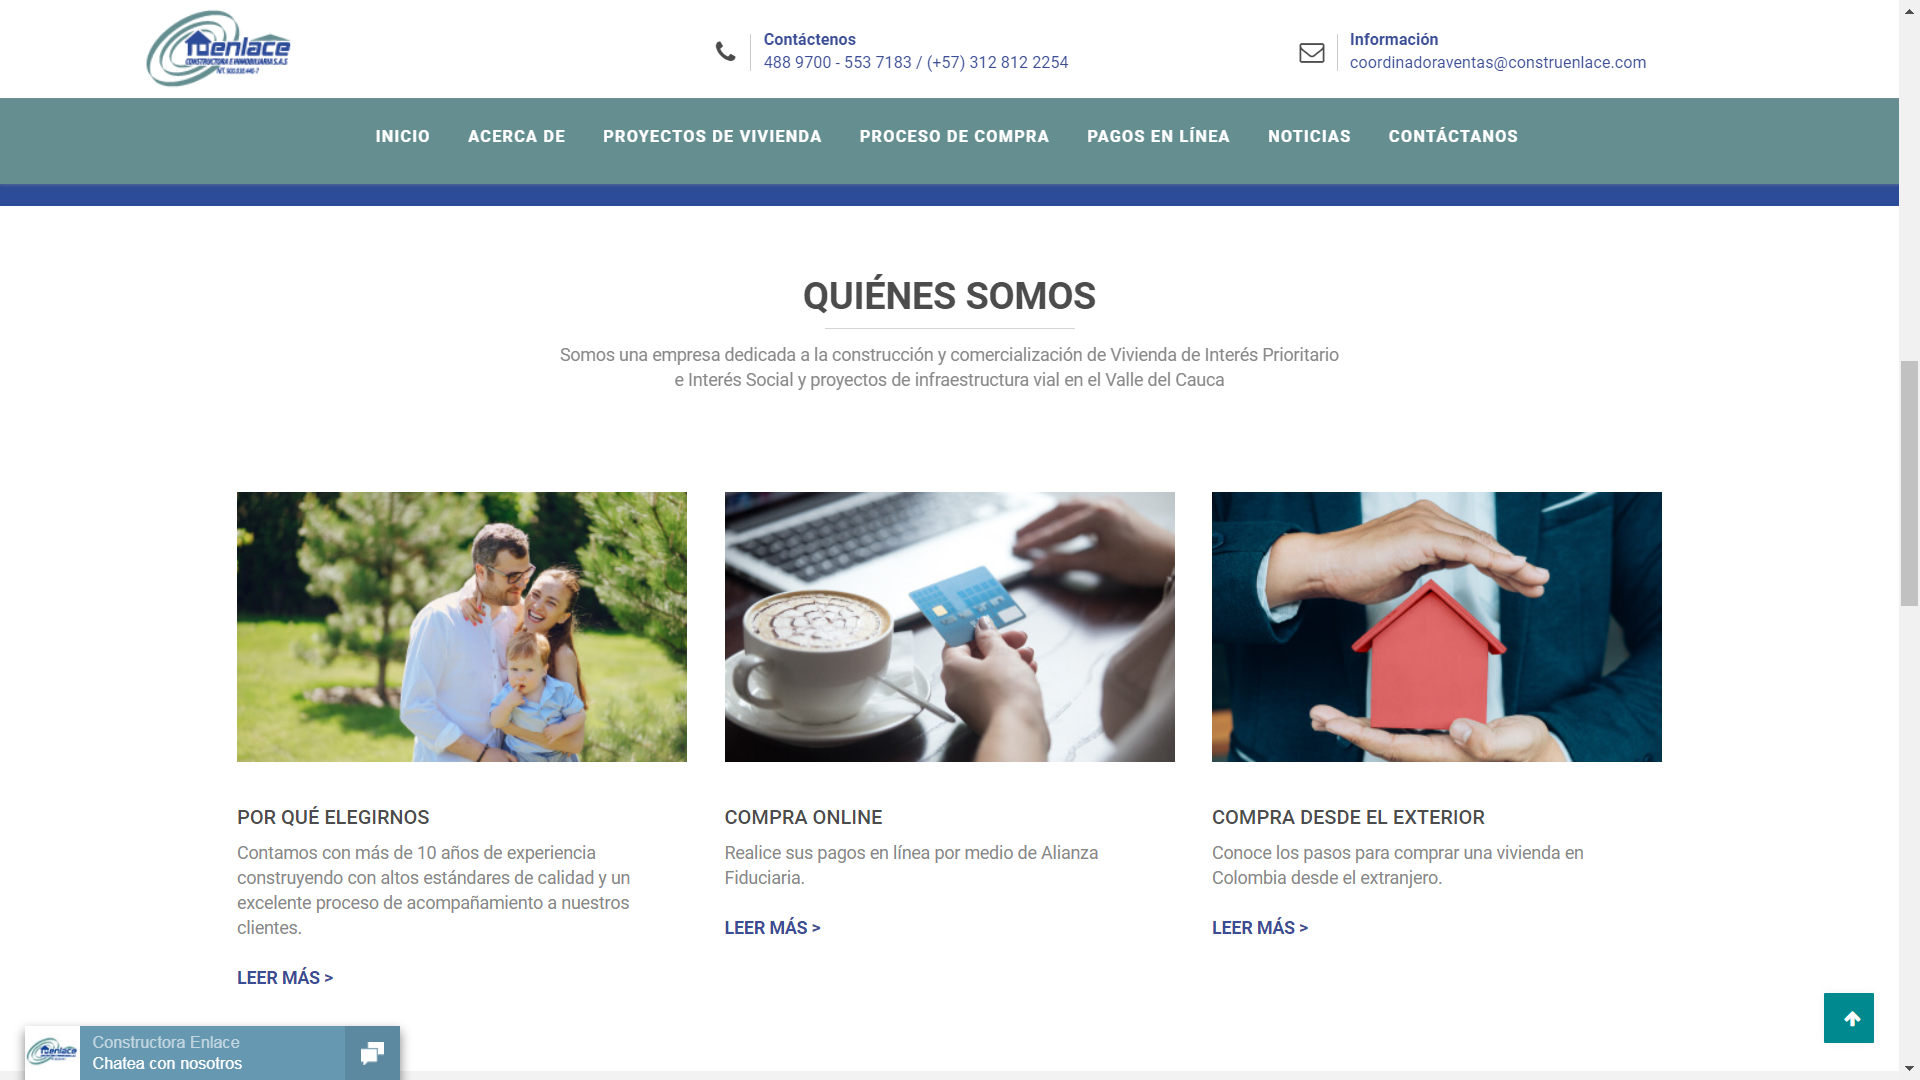 enlace
CONSTRUCTORA E INMOBILIARIA S.A.S
Contáctenos
488 9700 - 553 7183 / (+57) 312 812 2254
Información
coordinadoraventas@construenlace.com
INICIO ACERCA DE PROYECTOS DE VIVIENDA PROCESO DE COMPRA PAGOS EN LÍNEA NOTICIAS CONTÁCTANOS
QUIÉNES SOMOS
Somos una empresa dedicada a la construcción y comercialización de Vivienda de Interés Prioritario
e Interés Social y proyectos de infraestructura vial en el Valle del Cauca
POR QUÉ ELEGIRNOS
Contamos con más de 10 años de experiencia
construyendo con altos estándares de calidad y un
excelente proceso de acompañamiento a nuestros
clientes.
LEER MÁS >
COMPRA ONLINE
Realice sus pagos en línea por medio de Alianza
Fiduciaria.
LEER MÁS >
COMPRA DESDE EL EXTERIOR
Conoce los pasos para comprar una vivienda en
Colombia desde el extranjero.
LEER MÁS >
enlace
Constructora Enlace
Chatea con nosotros